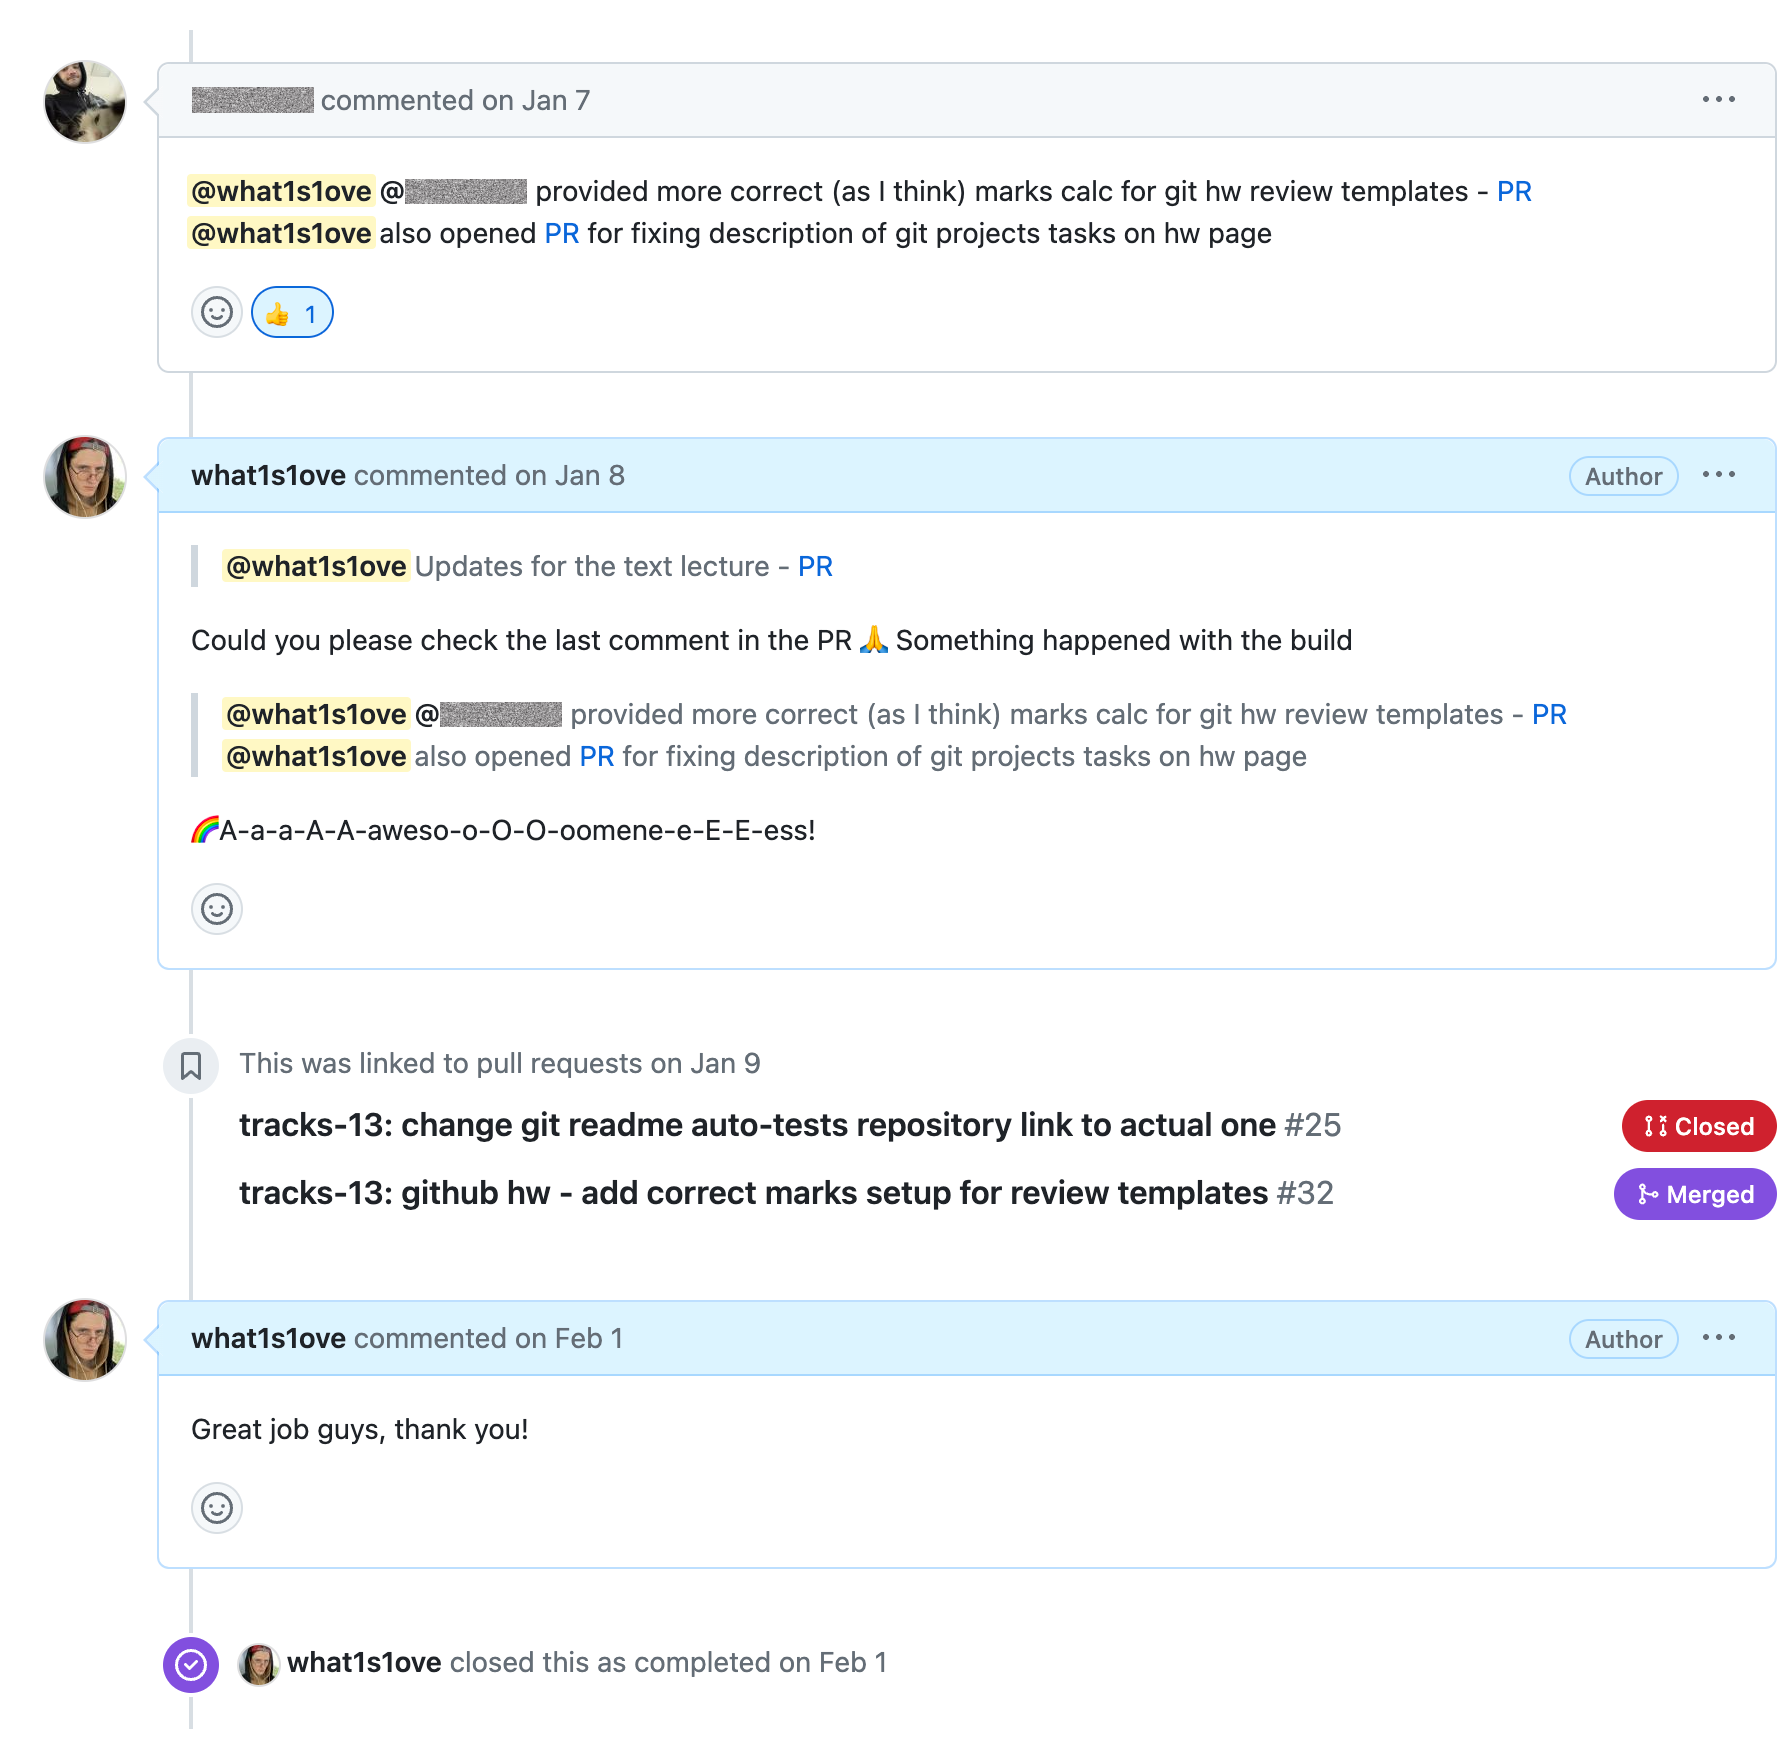 commented on Jan 7
@what1s1ove @ provided more correct (as I think) marks calc for git hw review templates - PR
@what1s1ove also opened PR for fixing description of git projects tasks on hw page
👍 1
what1s1ove commented on Jan 8 Author
@what1s1ove Updates for the text lecture - PR
Could you please check the last comment in the PR 🙏 Something happened with the build
@what1s1ove @ provided more correct (as I think) marks calc for git hw review templates - PR
@what1s1ove also opened PR for fixing description of git projects tasks on hw page
🌈A-a-a-A-A-aweso-o-O-O-oomene-e-E-E-ess!
This was linked to pull requests on Jan 9
tracks-13: change git readme auto-tests repository link to actual one #25 Closed
tracks-13: github hw - add correct marks setup for review templates #32 Merged
what1s1ove commented on Feb 1 Author
Great job guys, thank you!
what1s1ove closed this as completed on Feb 1